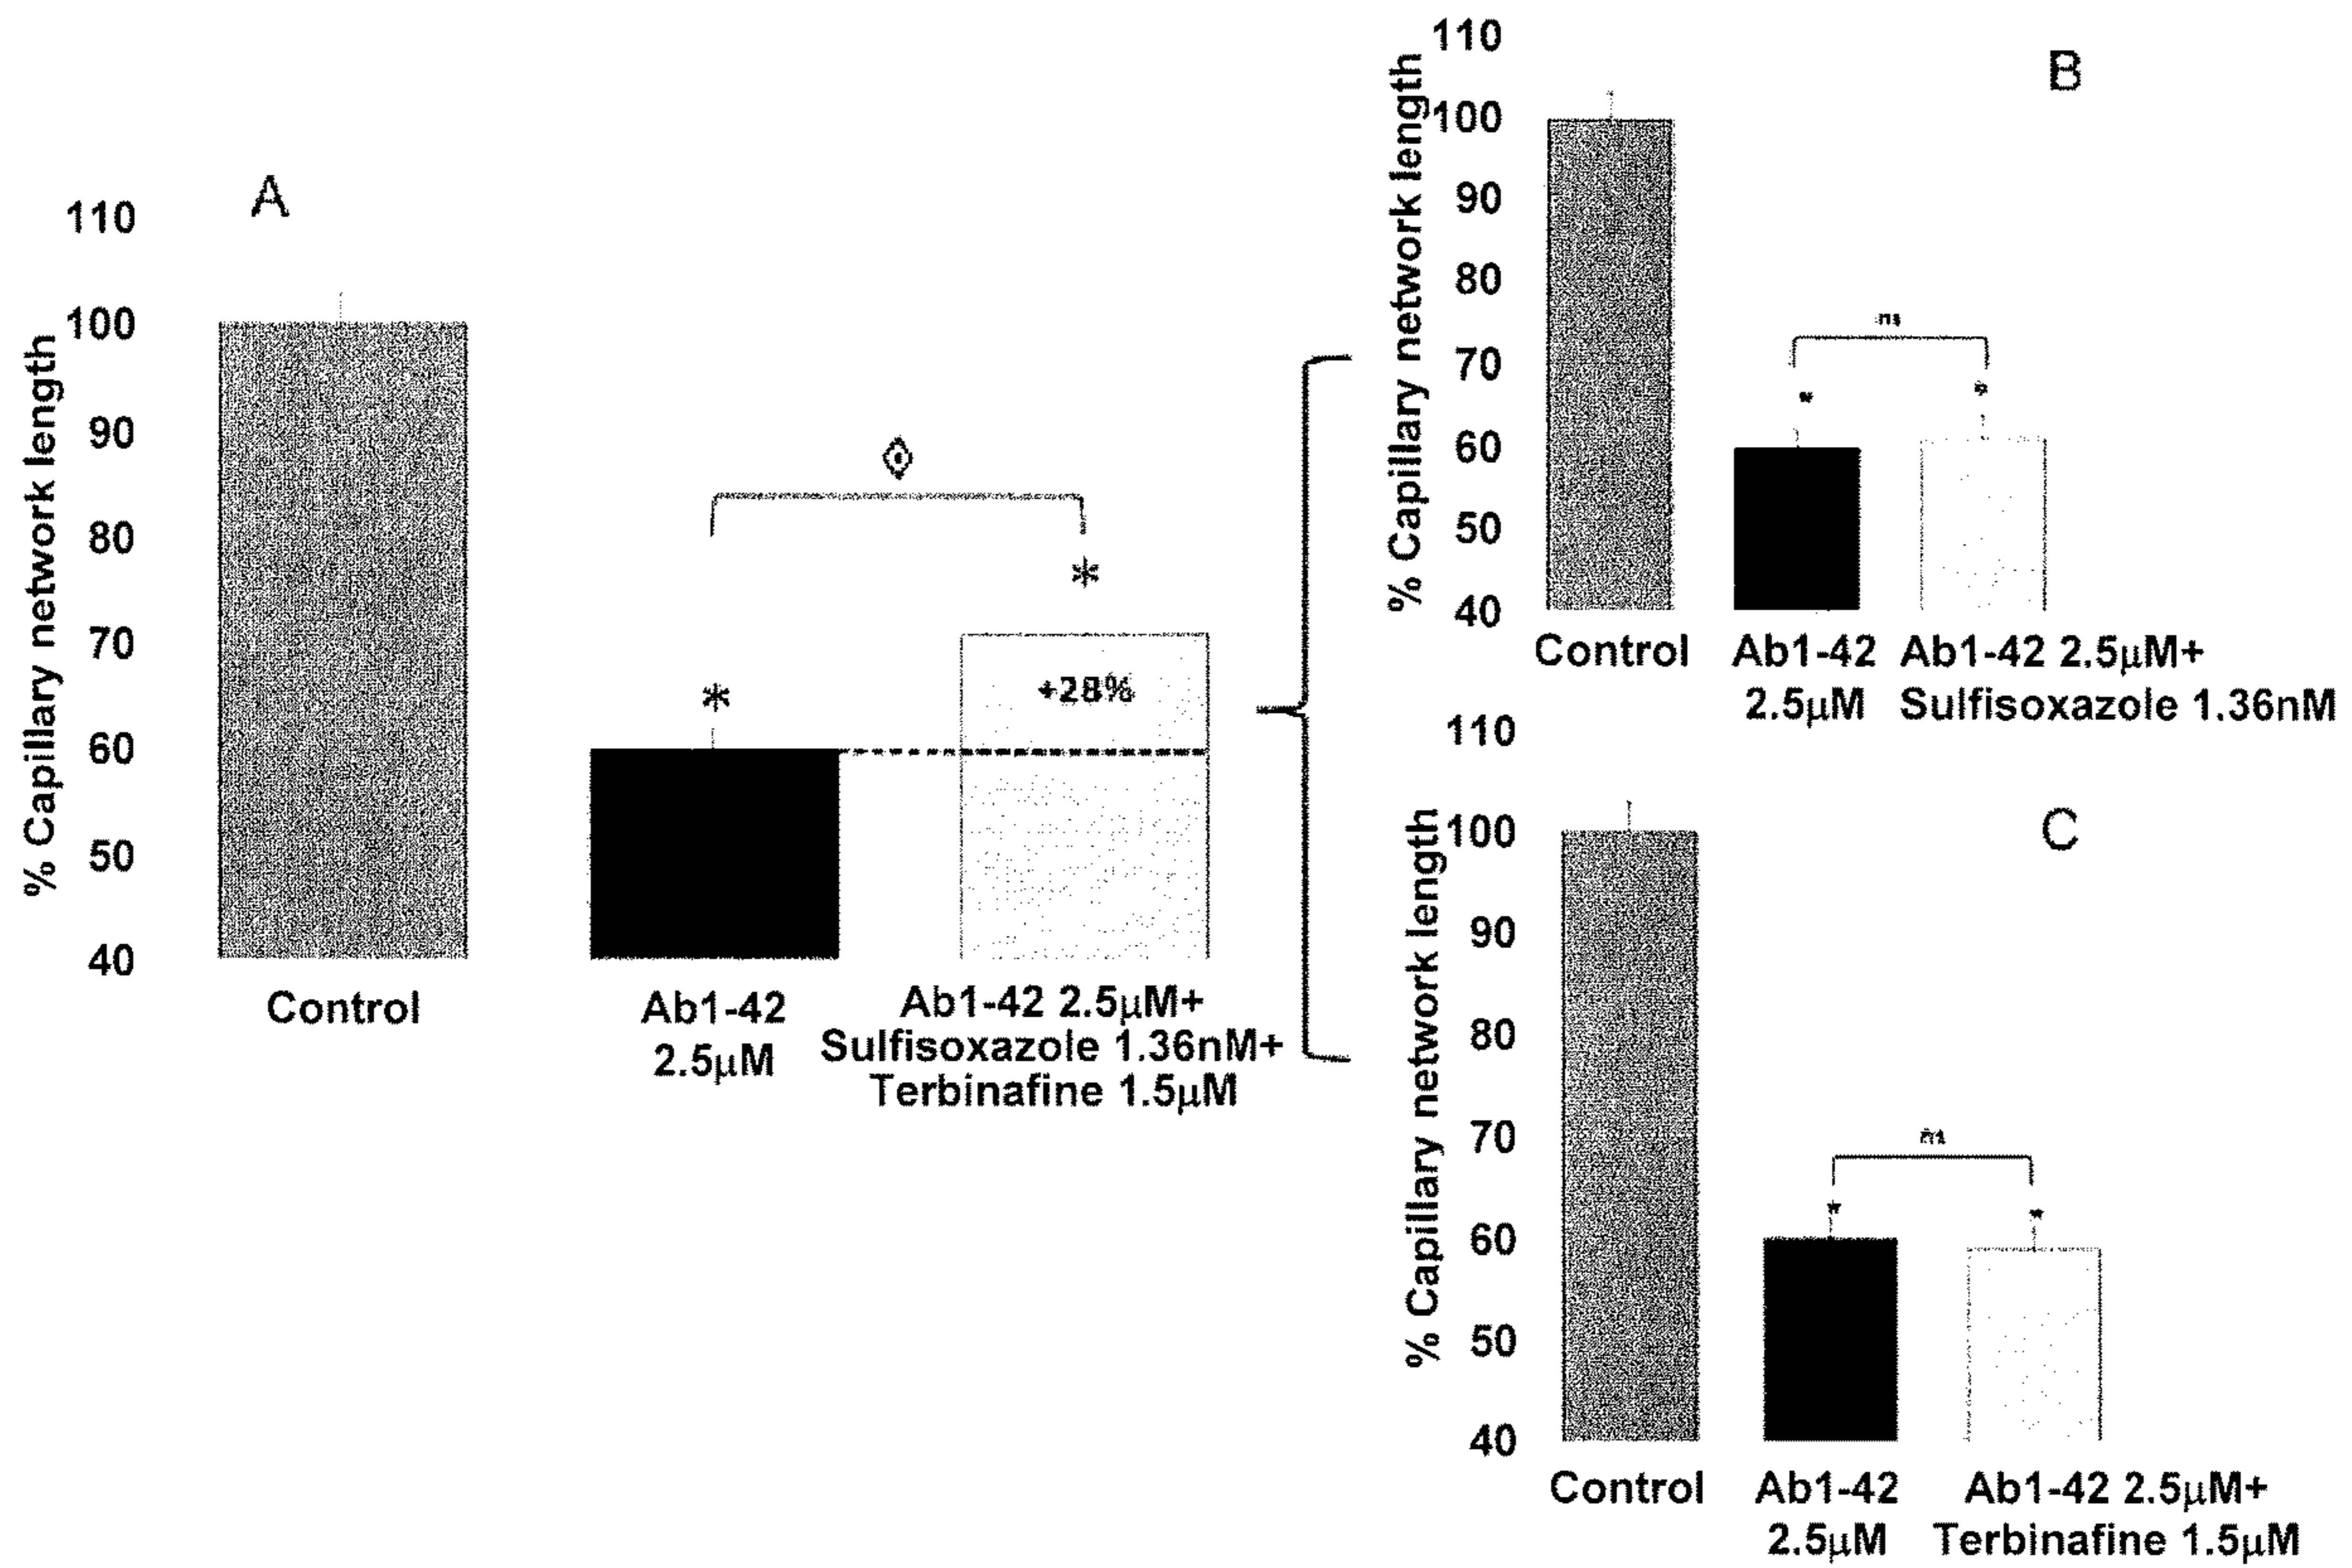 A
110
100
90
80
70
60
50
40
% Capillary network length
*
*
+28%
Control
Ab1-42
2.5μM
Ab1-42 2.5μM+
Sulfisoxazole 1.36nM+
Terbinafine 1.5μM
B
110
100
90
80
70
60
50
40
% Capillary network length
ns
*
*
Control
Ab1-42
2.5μM
Ab1-42 2.5μM+
Sulfisoxazole 1.36nM
C
110
100
90
80
70
60
50
40
% Capillary network length
ns
*
*
Control
Ab1-42
2.5μM
Ab1-42 2.5μM+
Terbinafine 1.5μM